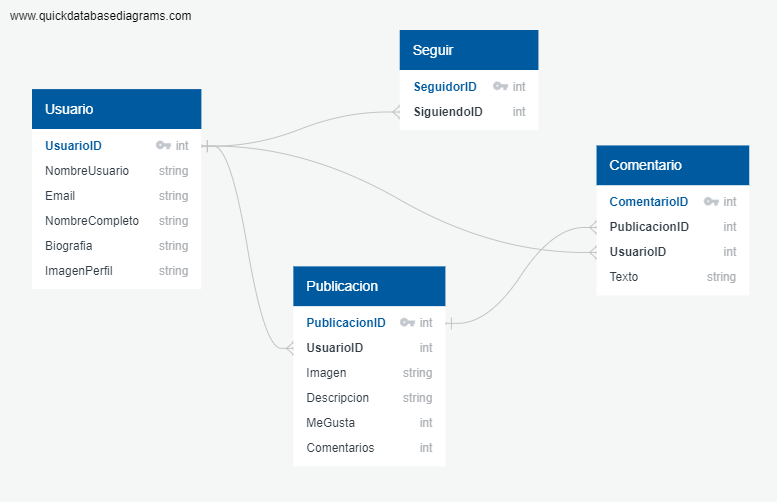 www.quickdatabasediagrams.com
Usuario
UsuarioID int
NombreUsuario string
Email string
NombreCompleto string
Biografia string
ImagenPerfil string
Seguir
SeguidorID int
SiguiendoID int
Publicacion
PublicacionID int
UsuarioID int
Imagen string
Descripcion string
MeGusta int
Comentarios int
Comentario
ComentarioID int
PublicacionID int
UsuarioID int
Texto string